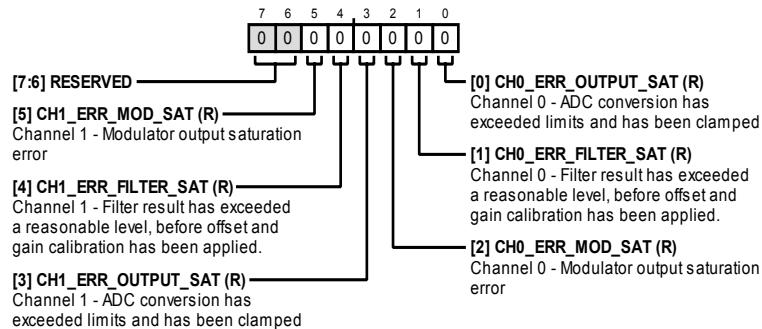 7 6 5 4 3 2 1 0
0 0 0 0 0 0 0 0
[7:6] RESERVED
[5] CH1_ERR_MOD_SAT (R)
Channel 1 - Modulator output saturation
error
[4] CH1_ERR_FILTER_SAT (R)
Channel 1 - Filter result has exceeded
a reasonable level, before offset and
gain calibration has been applied.
[3] CH1_ERR_OUTPUT_SAT (R)
Channel 1 - ADC conversion has
exceeded limits and has been clamped
[0] CH0_ERR_OUTPUT_SAT (R)
Channel 0 - ADC conversion has
exceeded limits and has been clamped
[1] CH0_ERR_FILTER_SAT (R)
Channel 0 - Filter result has exceeded
a reasonable level, before offset and
gain calibration has been applied.
[2] CH0_ERR_MOD_SAT (R)
Channel 0 - Modulator output saturation
error